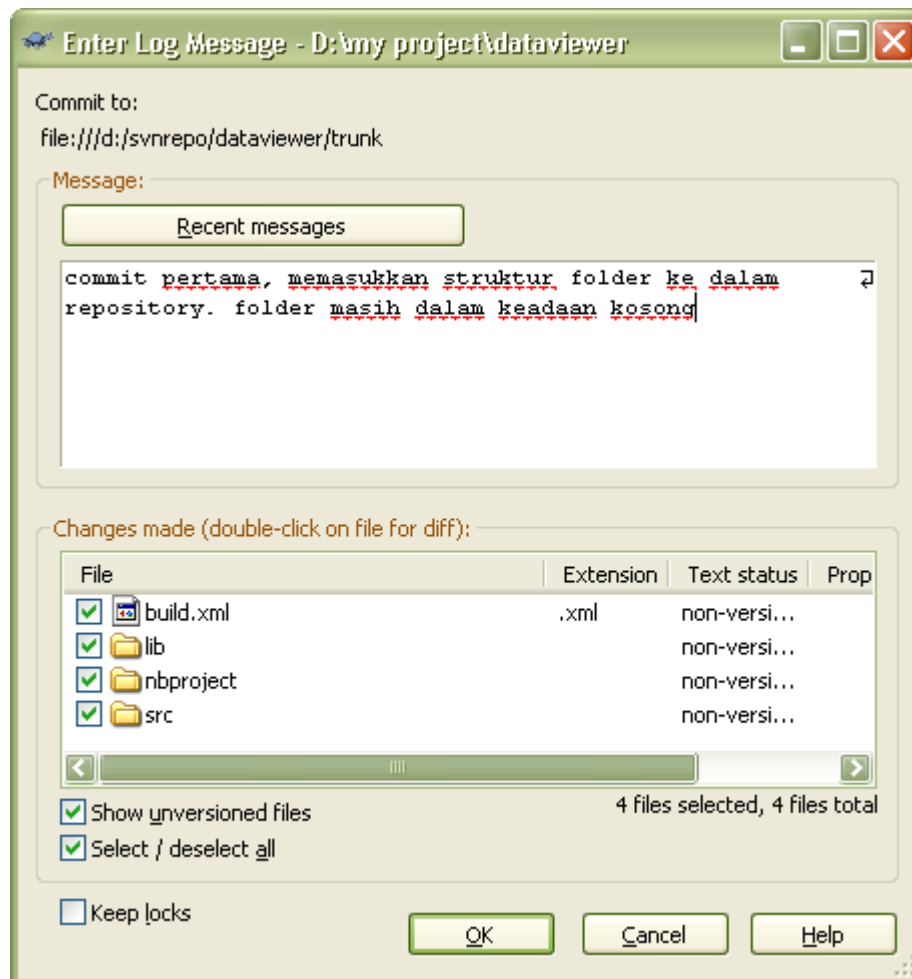 Enter Log Message - D:\my project\dataviewer
Commit to:
file:///d:/svnrepo/dataviewer/trunk
Message:
Recent messages
commit pertama, memasukkan struktur folder ke dalam
repository. folder masih dalam keadaan kosong
Changes made (double-click on file for diff):
File Extension Text status Prop
build.xml .xml non-versi...
lib non-versi...
nbproject non-versi...
src non-versi...
Show unversioned files 4 files selected, 4 files total
Select / deselect all
Keep locks OK Cancel Help